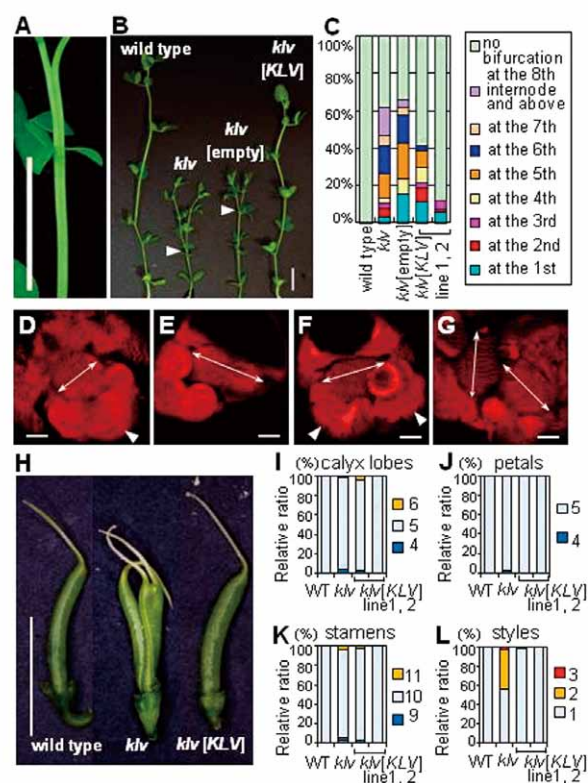 A
B
wild type
klv
klv
[empty]
klv
[KLV]
C
100%
80%
60%
40%
20%
0%
wild type
klv
klv[empty]
klv[KLV]
line 1, 2
no
bifurcation
at the 8th
internode
and above
at the 7th
at the 6th
at the 5th
at the 4th
at the 3rd
at the 2nd
at the 1st
D
E
F
G
H
wild type
klv
klv [KLV]
I (%) calyx lobes
Relative ratio
100
80
60
40
20
0
6
5
4
WT klv klv[KLV]
line1, 2
J (%) petals
Relative ratio
100
80
60
40
20
0
5
4
WT klv klv[KLV]
line1, 2
K (%) stamens
Relative ratio
100
80
60
40
20
0
11
10
9
WT klv klv[KLV]
line1, 2
L (%) styles
Relative ratio
100
80
60
40
20
0
3
2
1
WT klv klv[KLV]
line1, 2